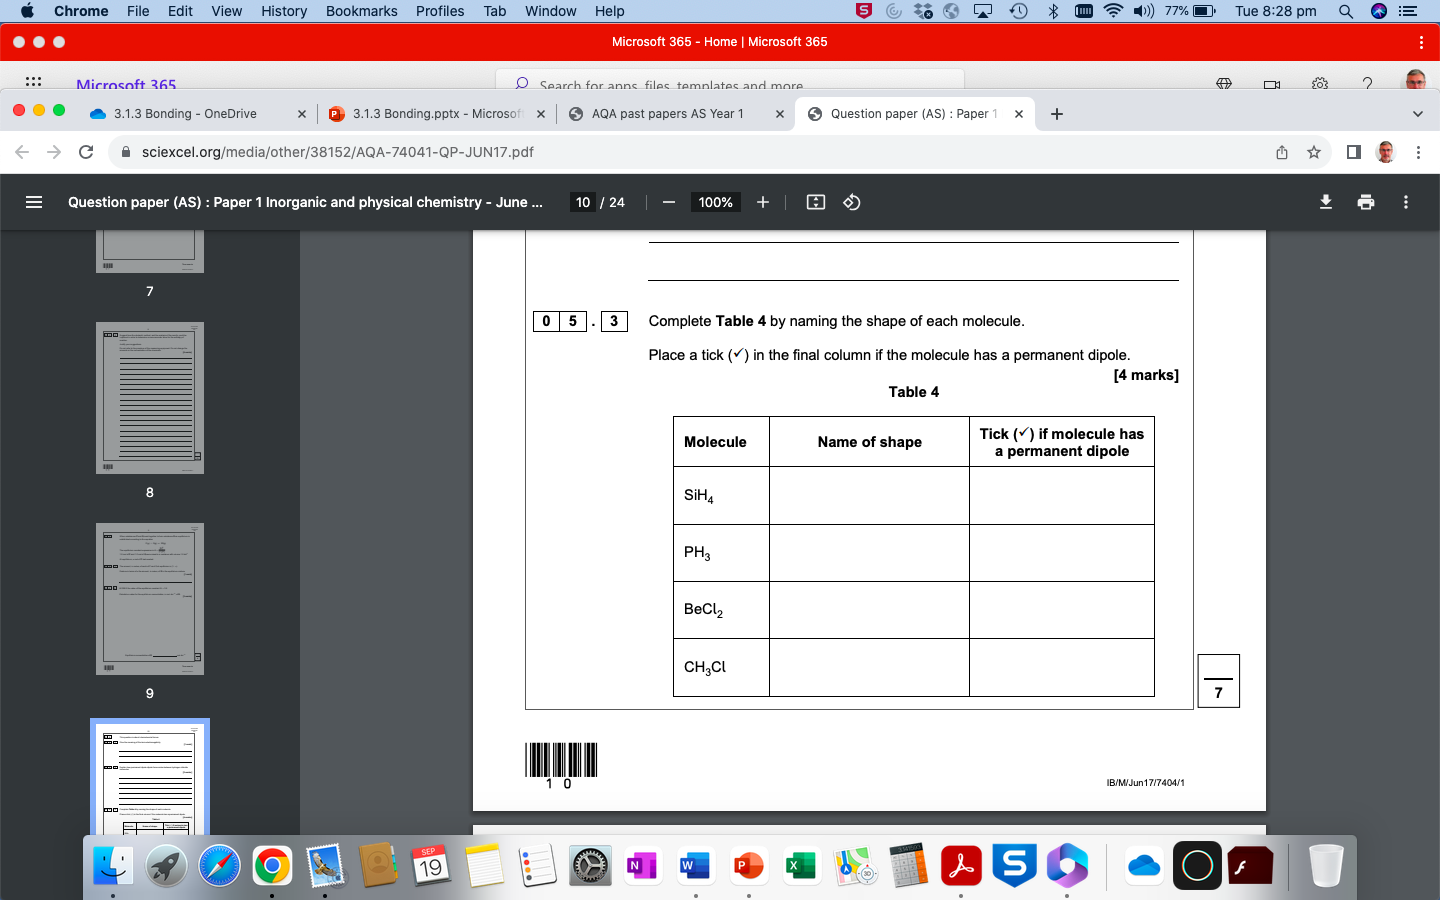 Chrome File Edit View History Bookmarks Profiles Tab Window Help 77% Tue 8:28 pm
Microsoft 365 - Home | Microsoft 365
Microsoft 365 Search for apps, files, templates and more
3.1.3 Bonding - OneDrive 3.1.3 Bonding.pptx - Microsoft AQA past papers AS Year 1 Question paper (AS) : Paper 1
sciexcel.org/media/other/38152/AQA-74041-QP-JUN17.pdf
Question paper (AS) : Paper 1 Inorganic and physical chemistry - June ... 10 / 24 100%
7
8
9
0 5 . 3 Complete Table 4 by naming the shape of each molecule.
Place a tick (✓) in the final column if the molecule has a permanent dipole.
[4 marks]
Table 4
Molecule Name of shape Tick (✓) if molecule has a permanent dipole
SiH₄
PH₃
BeCl₂
CH₃Cl
7
1 0
IB/M/Jun17/7404/1
SEP
19